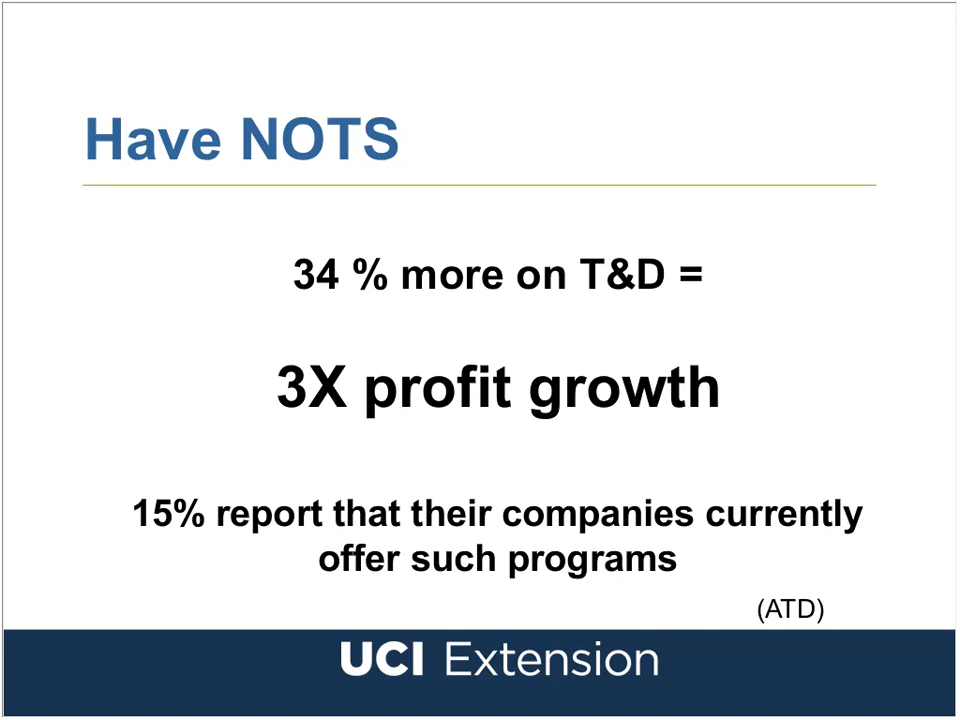 Have NOTS
34 % more on T&D =
3X profit growth
15% report that their companies currently
offer such programs
(ATD)
UCI Extension